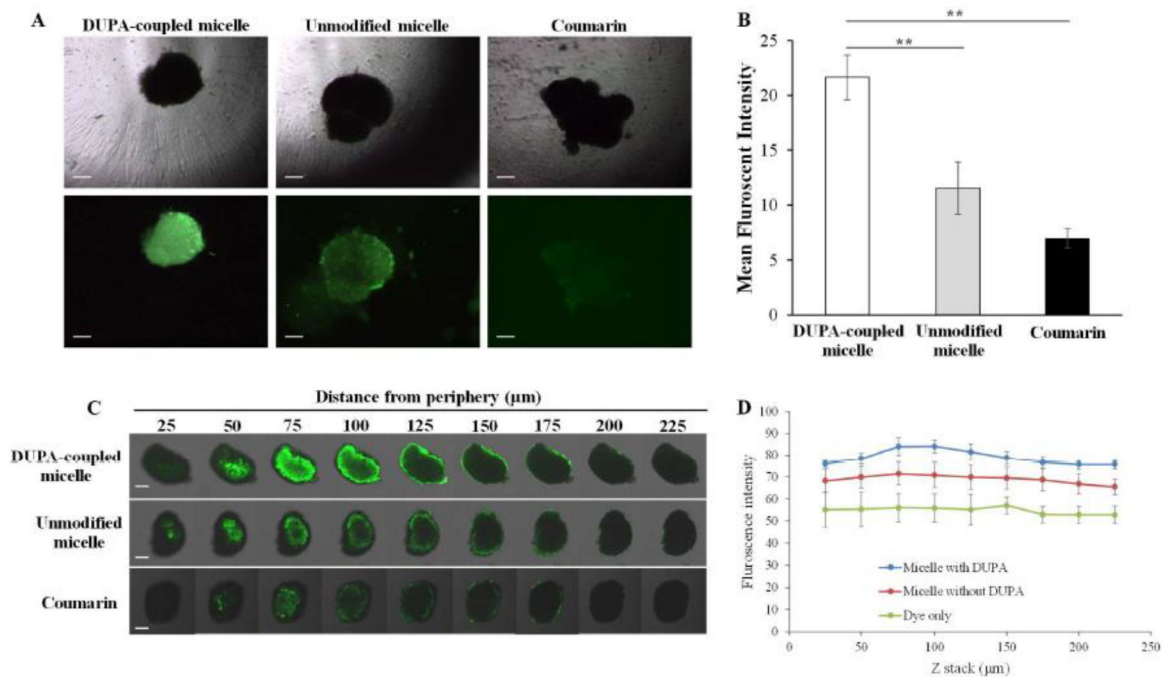 A
DUPA-coupled micelle
Unmodified micelle
Coumarin
B
**
**
Mean Fluroscent Intensity
25
20
15
10
5
0
DUPA-coupled
micelle
Unmodified
micelle
Coumarin
C
Distance from periphery (μm)
25 50 75 100 125 150 175 200 225
DUPA-coupled
micelle
Unmodified
micelle
Coumarin
D
Fluroscence intensity
100
90
80
70
60
50
40
30
20
10
0
Micelle with DUPA
Micelle without DUPA
Dye only
0 50 100 150 200 250
Z stack (μm)